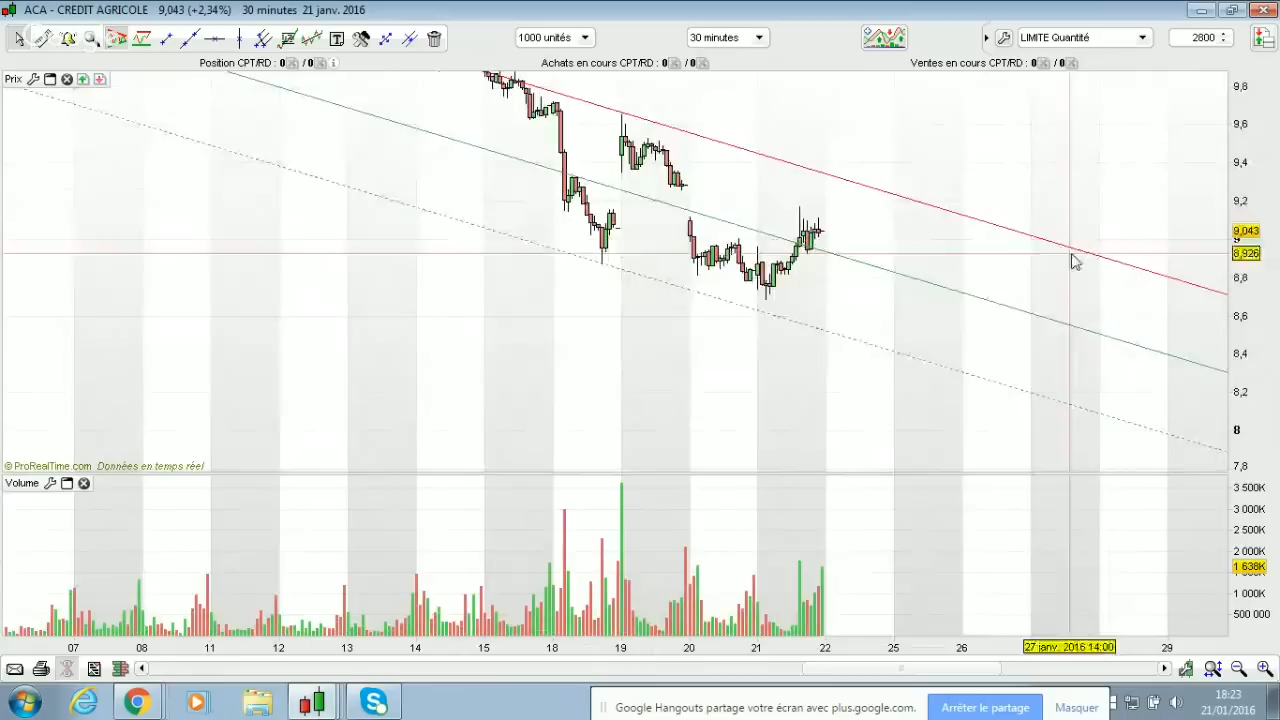 ACA - CREDIT AGRICOLE 9,043 (+2,34%) 30 minutes 21 janv. 2016
1000 unités
30 minutes
LIMITE Quantité
2800
Position CPT/RD : 0 / 0
Achats en cours CPT/RD : 0 / 0
Ventes en cours CPT/RD : 0 / 0
Prix
9,8
9,6
9,4
9,2
9,043
9
8,926
8,8
8,6
8,4
8,2
8
7,8
© ProRealTime.com Données en temps réel
Volume
3 500K
3 000K
2 500K
2 000K
1 638K
1 000K
500 000
07 08 11 12 13 14 15 18 19 20 21 22 25 26 27 janv. 2016 14:00 29
Google Hangouts partage votre écran avec plus.google.com.
Arrêter le partage
Masquer
18:23
21/01/2016